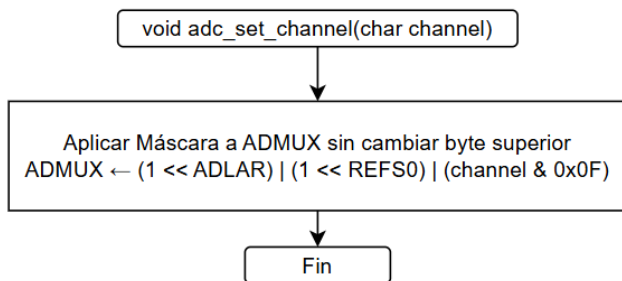 void adc_set_channel(char channel)
Aplicar Máscara a ADMUX sin cambiar byte superior
ADMUX ← (1 << ADLAR) | (1 << REFS0) | (channel & 0x0F)
Fin